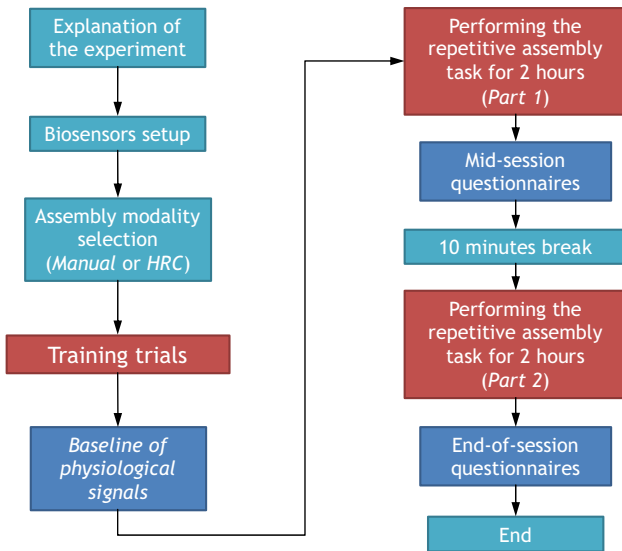 Explanation of
the experiment
Biosensors setup
Assembly modality
selection
(Manual or HRC)
Training trials
Baseline of
physiological
signals
Performing the
repetitive assembly
task for 2 hours
(Part 1)
Mid-session
questionnaires
10 minutes break
Performing the
repetitive assembly
task for 2 hours
(Part 2)
End-of-session
questionnaires
End